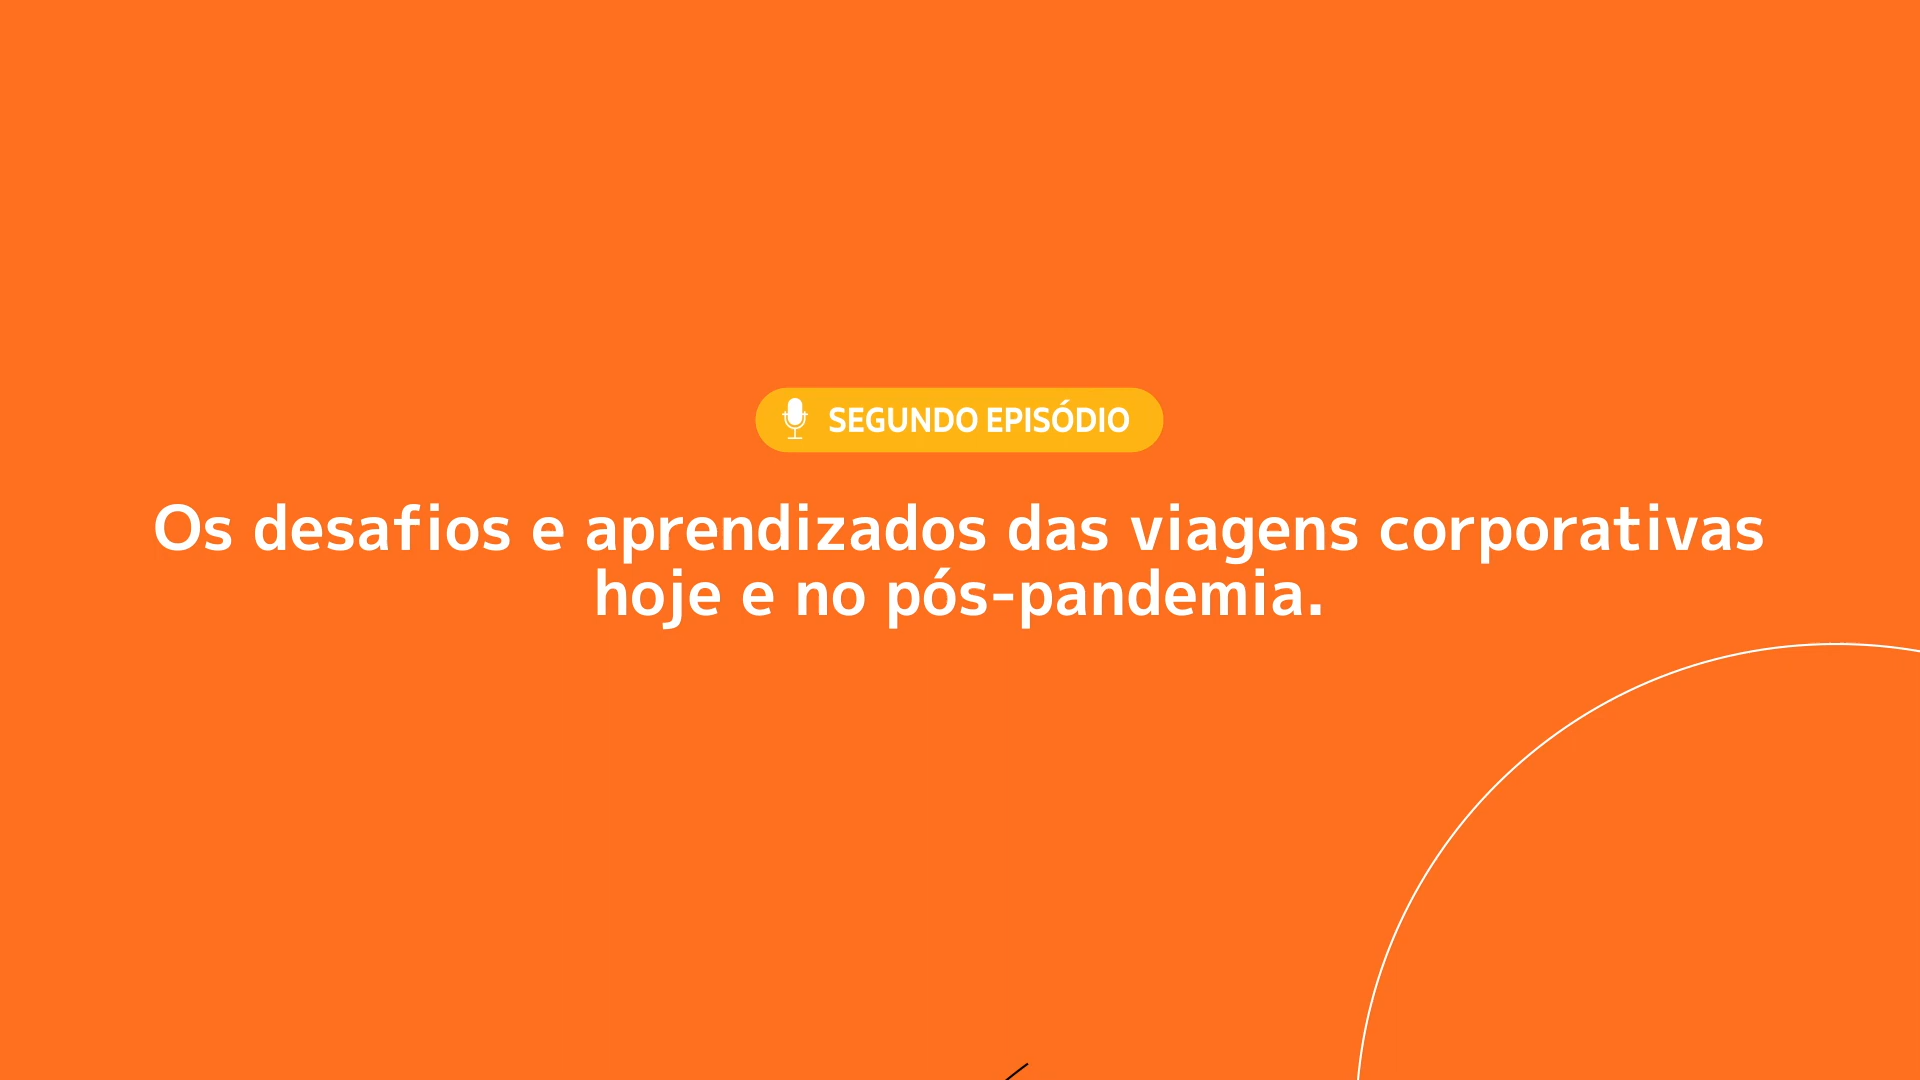 SEGUNDO EPISÓDIO
Os desafios e aprendizados das viagens corporativas
hoje e no pós-pandemia.